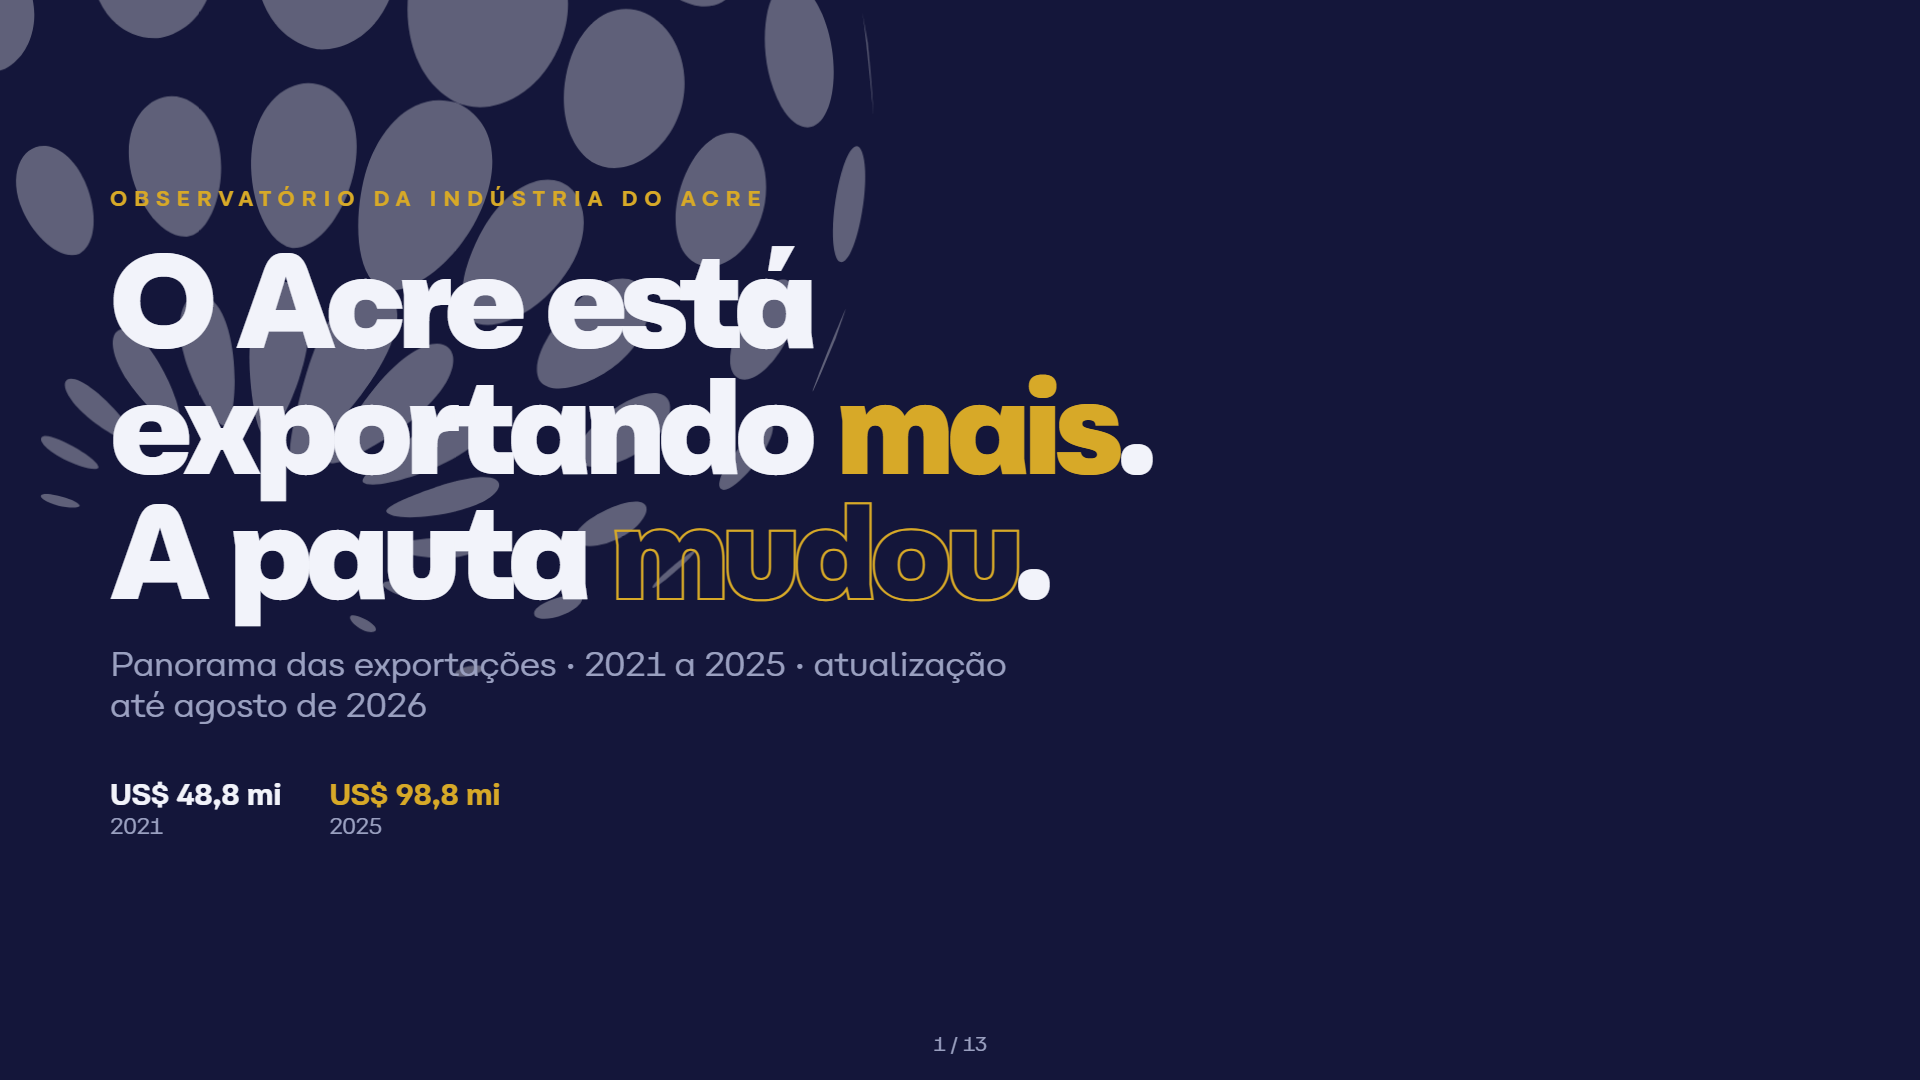 OBSERVATÓRIO DA INDÚSTRIA DO ACRE
O Acre está
exportando mais.
A pauta mudou.
Panorama das exportações · 2021 a 2025 · atualização
até agosto de 2026
US$ 48,8 mi US$ 98,8 mi
2021 2025
1 / 13